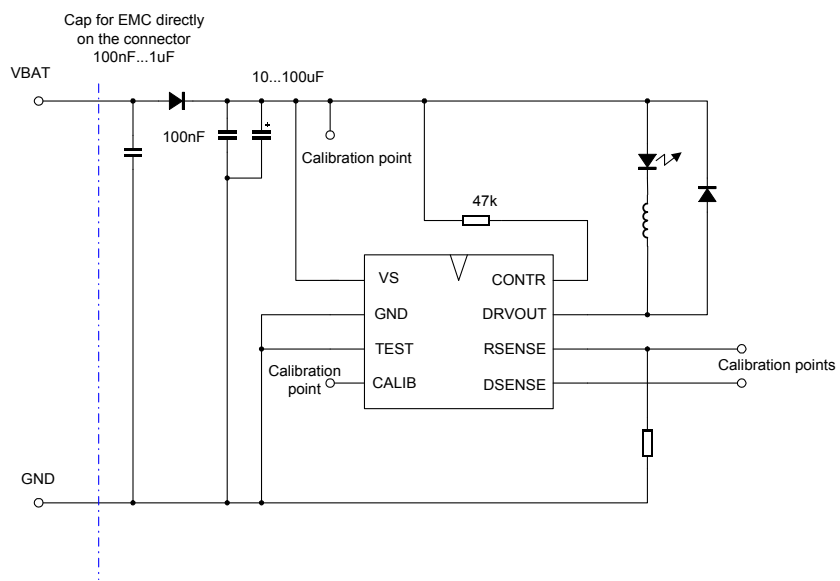 Cap for EMC directly
on the connector
100nF...1uF
VBAT
10...100uF
+
100nF
Calibration point
47k
VS
CONTR
GND
DRVOUT
TEST
RSENSE
Calibration
point
CALIB
DSENSE
Calibration points
GND